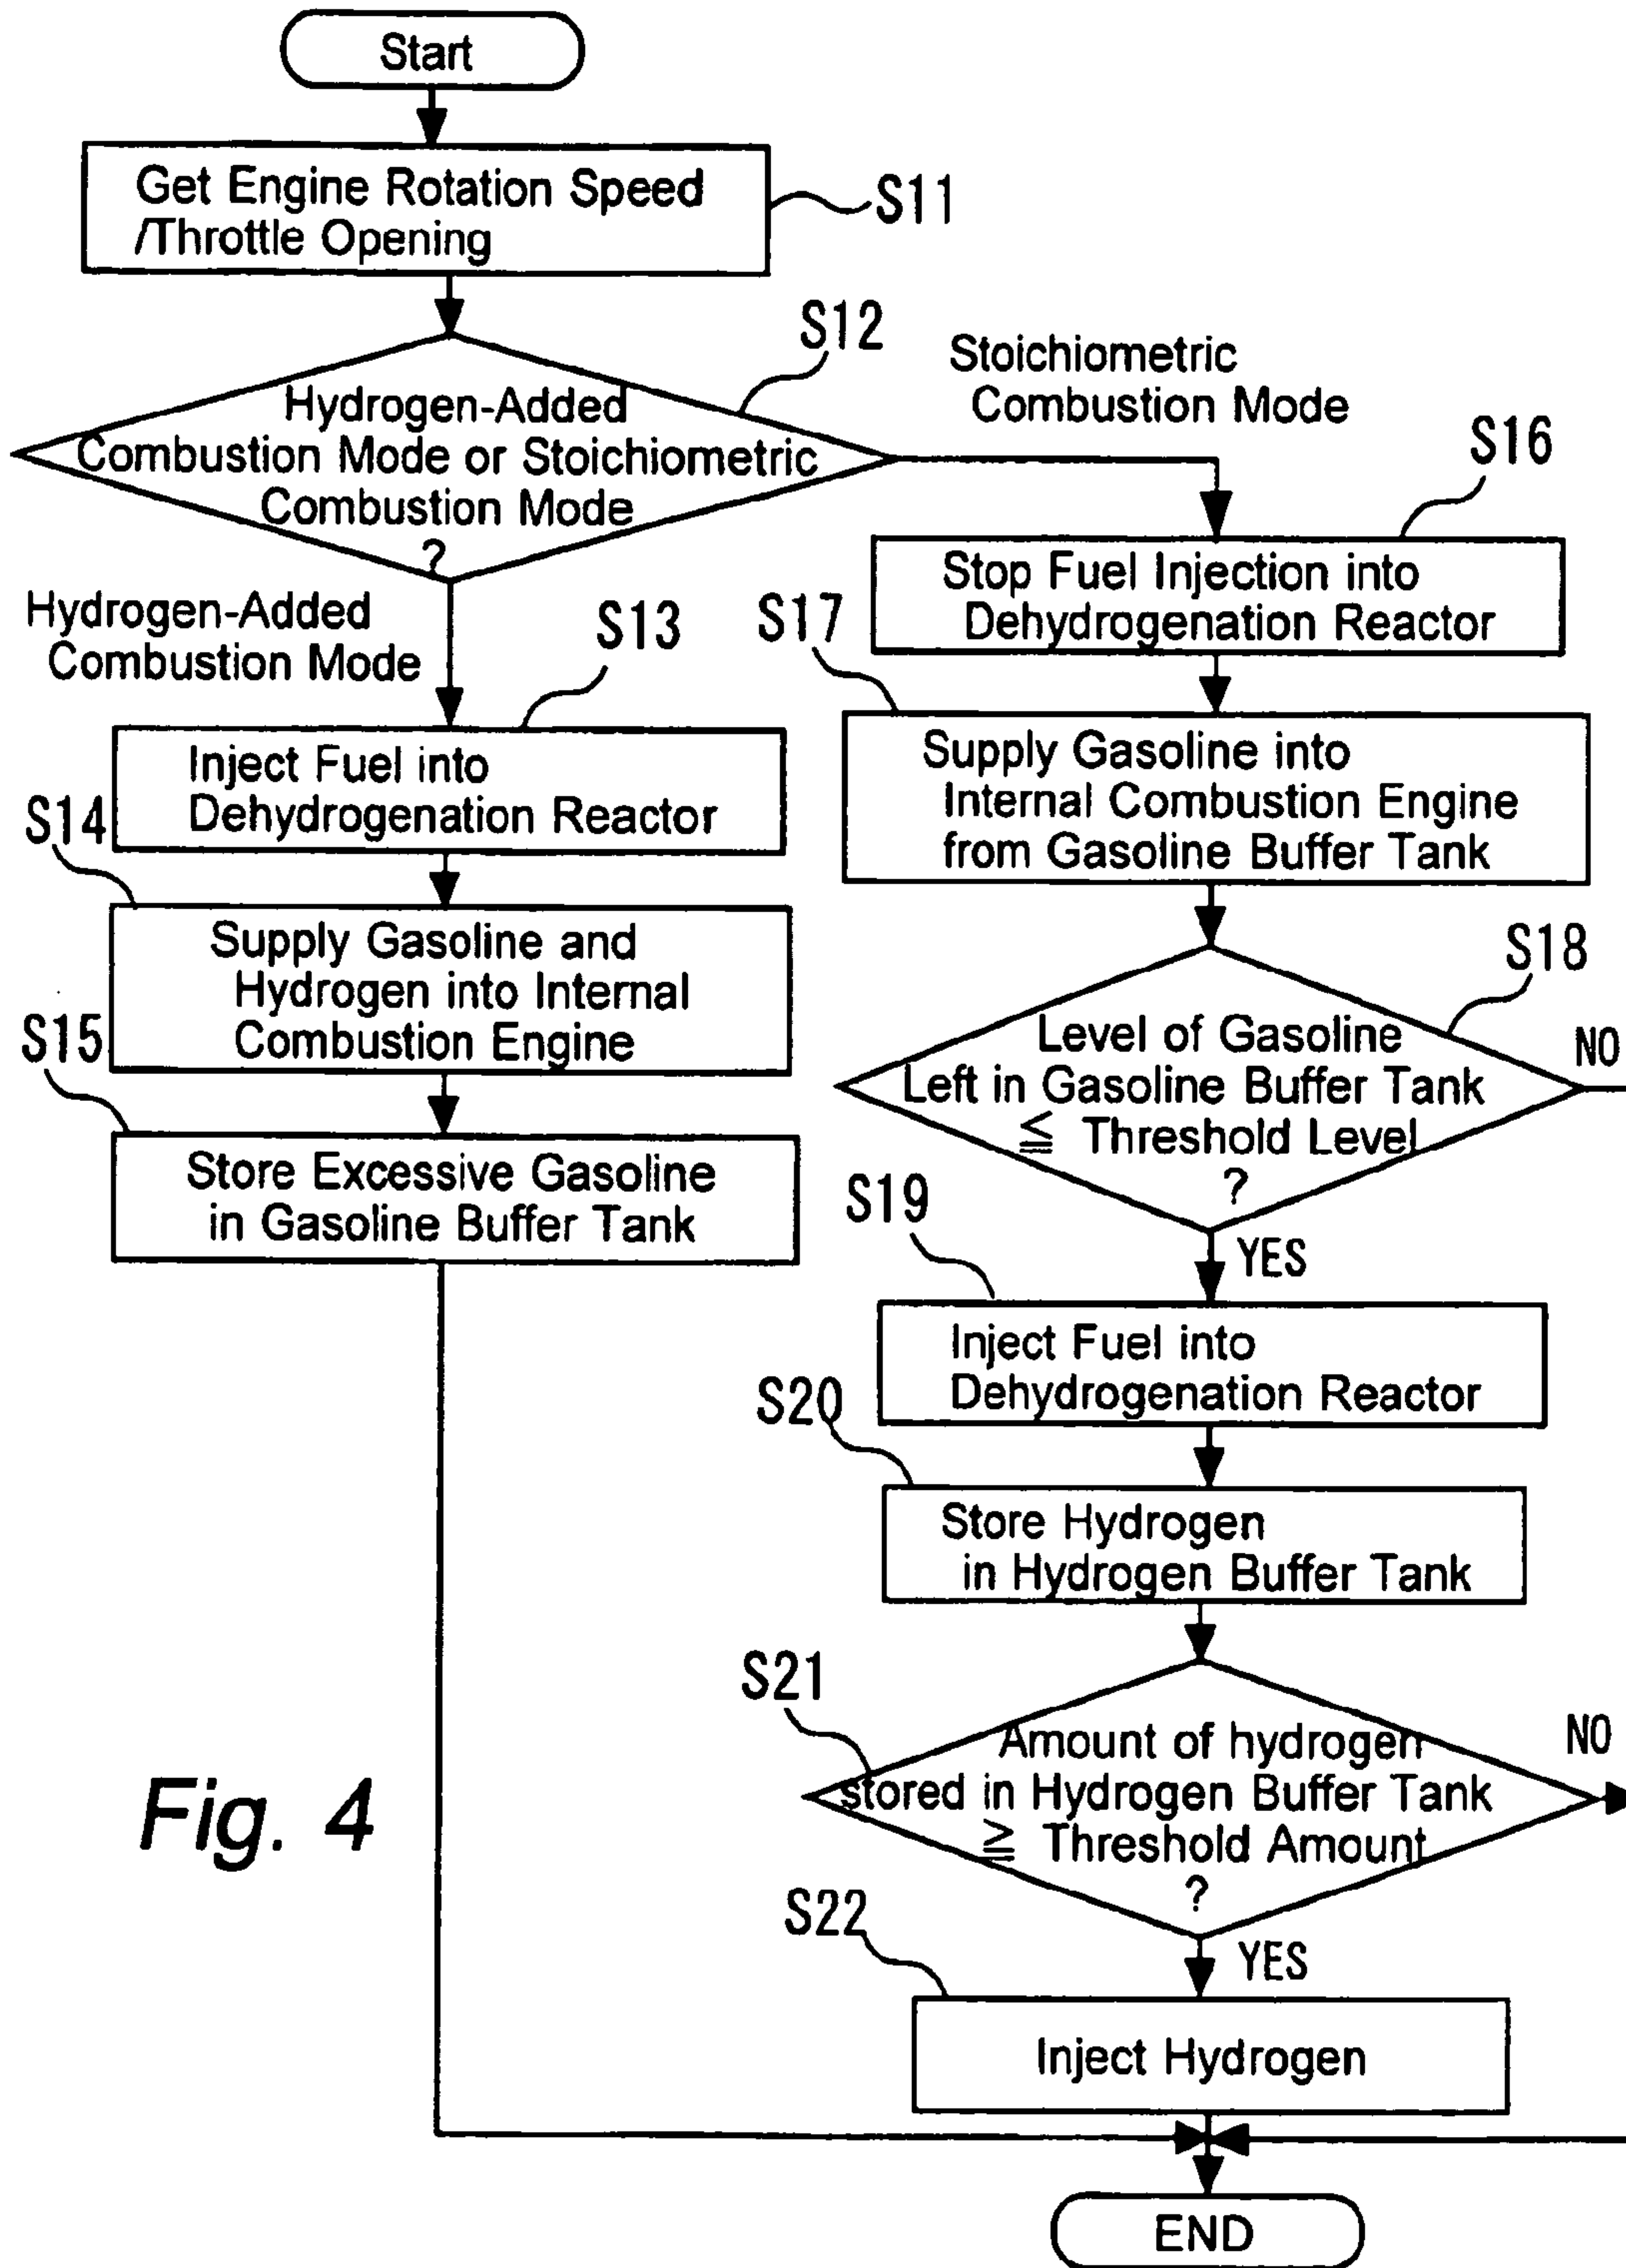 Start
Get Engine Rotation Speed
/Throttle Opening
S11
S12
Hydrogen-Added
Combustion Mode or Stoichiometric
Combustion Mode
?
Stoichiometric
Combustion Mode
Hydrogen-Added
Combustion Mode
S13
Inject Fuel into
Dehydrogenation Reactor
S14
Supply Gasoline and
Hydrogen into Internal
Combustion Engine
S15
Store Excessive Gasoline
in Gasoline Buffer Tank
S16
Stop Fuel Injection into
Dehydrogenation Reactor
S17
Supply Gasoline into
Internal Combustion Engine
from Gasoline Buffer Tank
S18
Level of Gasoline
Left in Gasoline Buffer Tank
≦ Threshold Level
?
NO
YES
S19
Inject Fuel into
Dehydrogenation Reactor
S20
Store Hydrogen
in Hydrogen Buffer Tank
S21
Amount of hydrogen
stored in Hydrogen Buffer Tank
≧ Threshold Amount
?
NO
YES
S22
Inject Hydrogen
END
Fig. 4